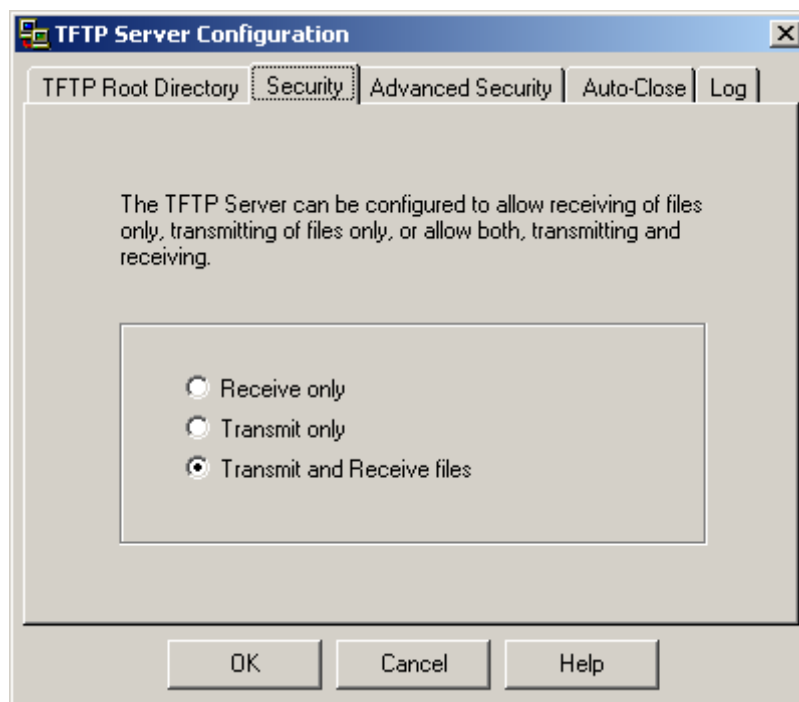 TFTP Server Configuration
TFTP Root Directory
Security
Advanced Security
Auto-Close
Log
The TFTP Server can be configured to allow receiving of files
only, transmitting of files only, or allow both, transmitting and
receiving.
Receive only
Transmit only
Transmit and Receive files
OK
Cancel
Help